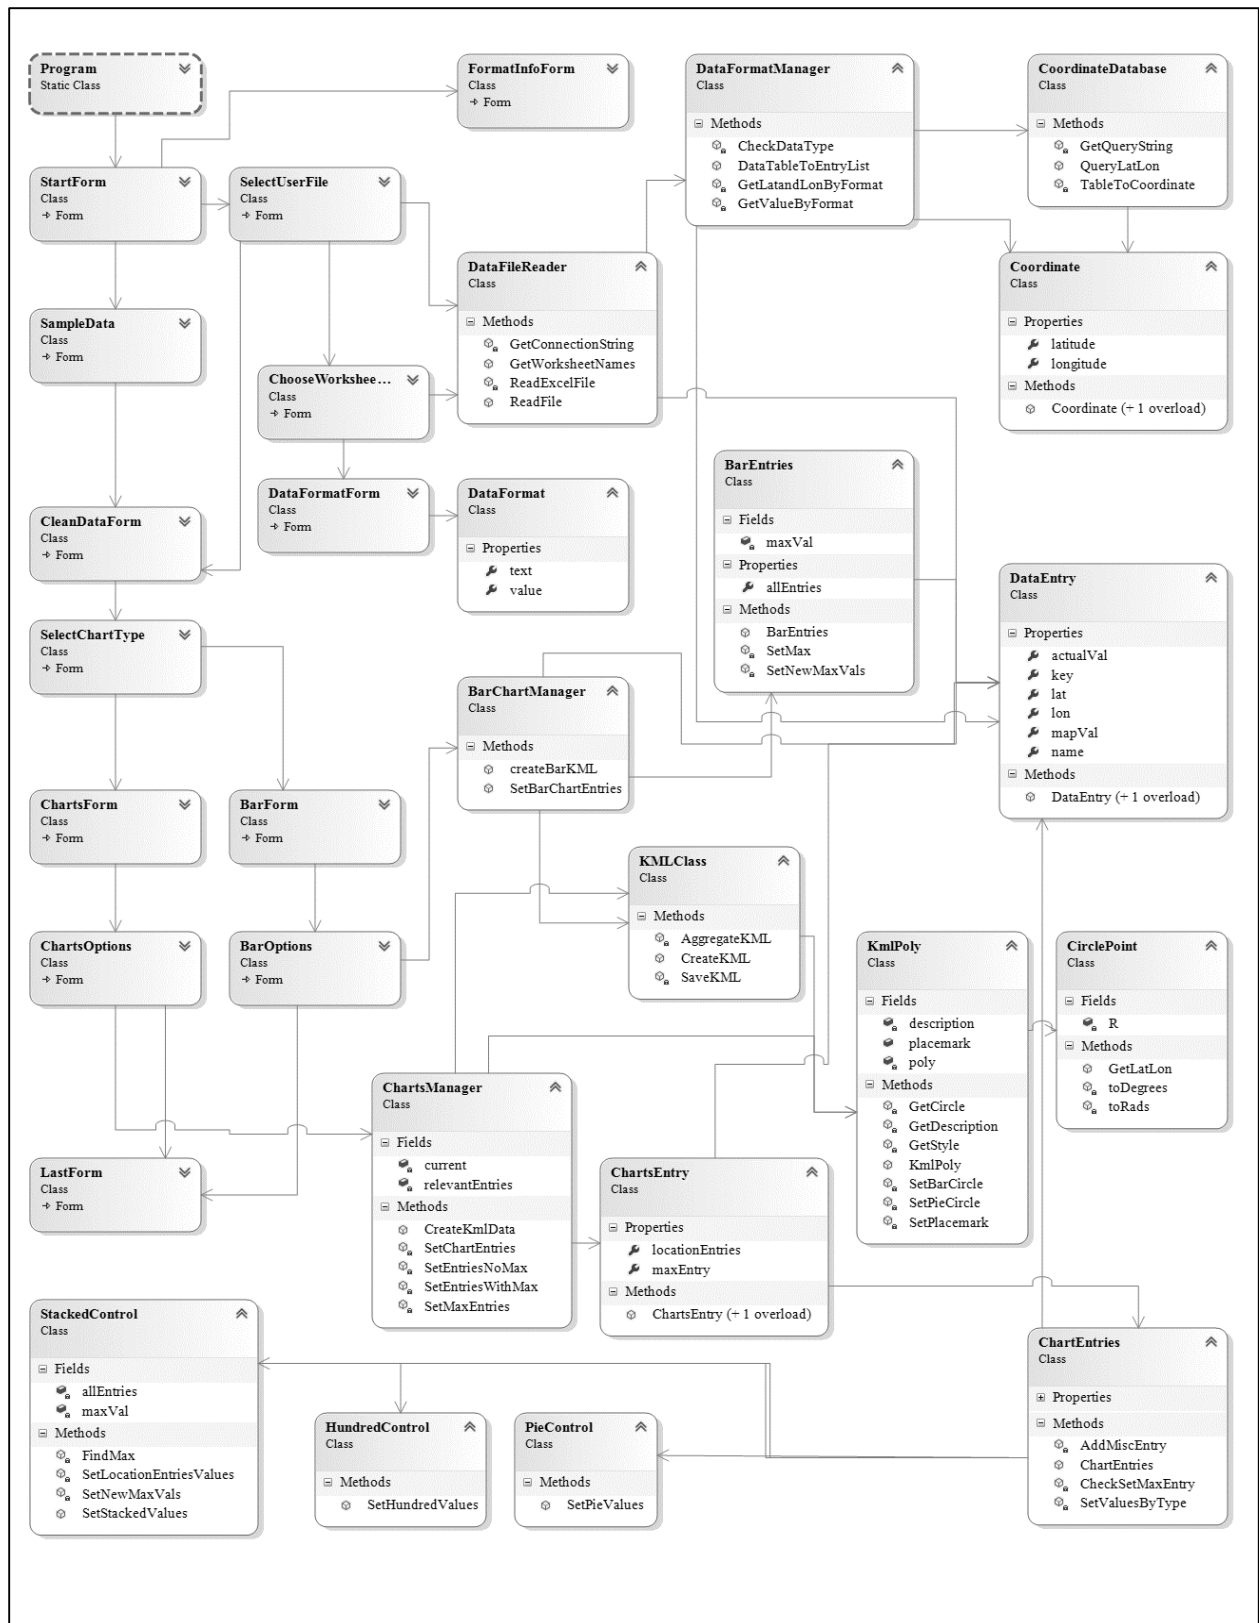 Program
Static Class
FormatInfoForm
Class
Form
DataFormatManager
Class
Methods
CheckDataType
DataTableToEntryList
GetLatandLonByFormat
GetValueByFormat
CoordinateDatabase
Class
Methods
GetQueryString
QueryLatLon
TableToCoordinate
StartForm
Class
Form
SelectUserFile
Class
Form
DataFileReader
Class
Methods
GetConnectionString
GetWorksheetNames
ReadExcelFile
ReadFile
Coordinate
Class
Properties
latitude
longitude
Methods
Coordinate (+ 1 overload)
SampleData
Class
Form
ChooseWorkshee...
Class
Form
BarEntries
Class
Fields
maxVal
Properties
allEntries
Methods
BarEntries
SetMax
SetNewMaxVals
CleanDataForm
Class
Form
DataFormatForm
Class
Form
DataFormat
Class
Properties
text
value
DataEntry
Class
Properties
actualVal
key
lat
lon
mapVal
name
Methods
DataEntry (+ 1 overload)
SelectChartType
Class
Form
BarChartManager
Class
Methods
createBarKML
SetBarChartEntries
ChartsForm
Class
Form
BarForm
Class
Form
KMLClass
Class
Methods
AggregateKML
CreateKML
SaveKML
ChartsOptions
Class
Form
BarOptions
Class
Form
KmlPoly
Class
Fields
description
placemark
poly
Methods
GetCircle
GetDescription
GetStyle
KmlPoly
SetBarCircle
SetPieCircle
SetPlacemark
CirclePoint
Class
Fields
R
Methods
GetLatLon
toDegrees
toRads
ChartsManager
Class
Fields
current
relevantEntries
Methods
CreateKmlData
SetChartEntries
SetEntriesNoMax
SetEntriesWithMax
SetMaxEntries
LastForm
Class
Form
ChartsEntry
Class
Properties
locationEntries
maxEntry
Methods
ChartsEntry (+ 1 overload)
StackedControl
Class
Fields
allEntries
maxVal
Methods
FindMax
SetLocationEntriesValues
SetNewMaxVals
SetStackedValues
HundredControl
Class
Methods
SetHundredValues
PieControl
Class
Methods
SetPieValues
ChartEntries
Class
Properties
Methods
AddMiscEntry
ChartEntries
CheckSetMaxEntry
SetValuesByType